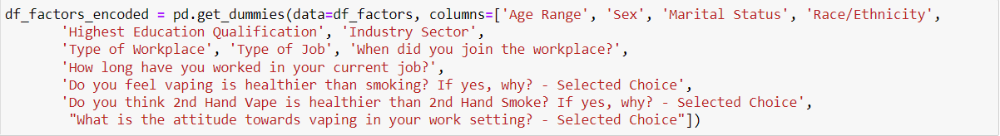 df_factors_encoded = pd.get_dummies(data=df_factors, columns=['Age Range', 'Sex', 'Marital Status', 'Race/Ethnicity',
'Highest Education Qualification', 'Industry Sector',
'Type of Workplace', 'Type of Job', 'When did you join the workplace?',
'How long have you worked in your current job?',
'Do you feel vaping is healthier than smoking? If yes, why? - Selected Choice',
'Do you think 2nd Hand Vape is healthier than 2nd Hand Smoke? If yes, why? - Selected Choice',
"What is the attitude towards vaping in your work setting? - Selected Choice"])